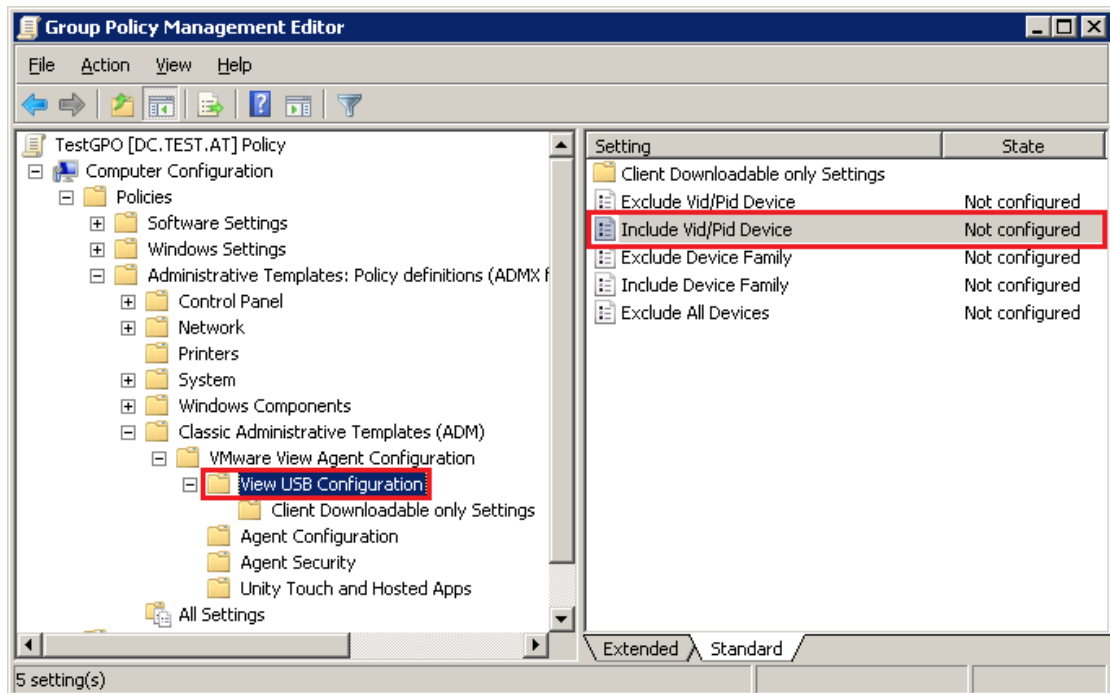 Group Policy Management Editor
File Action View Help
TestGPO [DC.TEST.AT] Policy
Computer Configuration
Policies
Software Settings
Windows Settings
Administrative Templates: Policy definitions (ADMX f
Control Panel
Network
Printers
System
Windows Components
Classic Administrative Templates (ADM)
VMware View Agent Configuration
View USB Configuration
Client Downloadable only Settings
Agent Configuration
Agent Security
Unity Touch and Hosted Apps
All Settings
Setting State
Client Downloadable only Settings
Exclude Vid/Pid Device Not configured
Include Vid/Pid Device Not configured
Exclude Device Family Not configured
Include Device Family Not configured
Exclude All Devices Not configured
Extended Standard
5 setting(s)